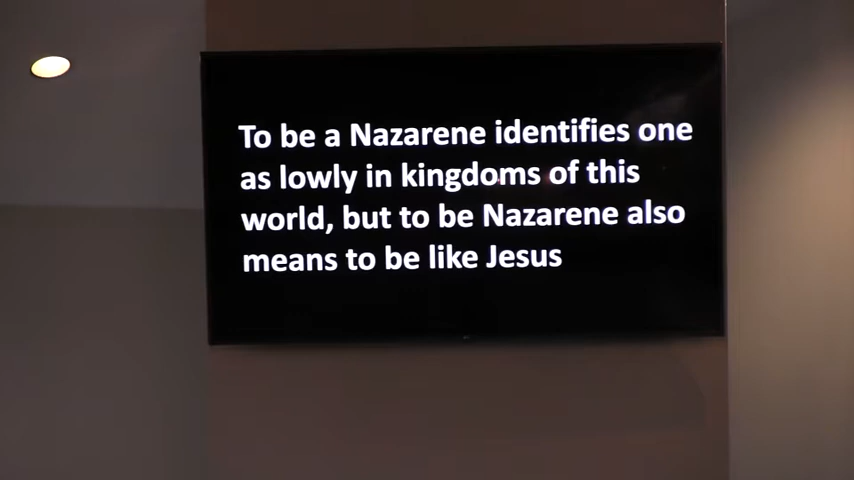 To be a Nazarene identifies one
as lowly in kingdoms of this
world, but to be Nazarene also
means to be like Jesus